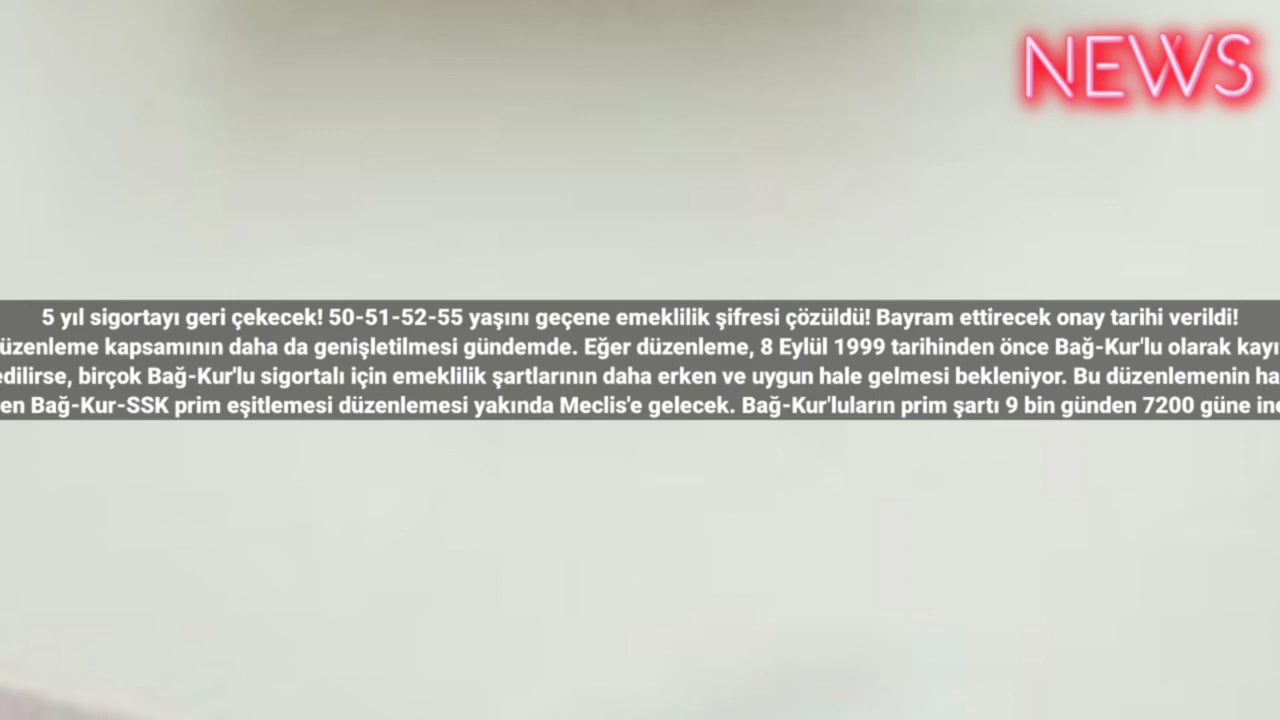 NEWS
5 yıl sigortayı geri çekecek! 50-51-52-55 yaşını geçene emeklilik şifresi çözüldü! Bayram ettirecek onay tarihi verildi!
üzenleme kapsamının daha da genişletilmesi gündemde. Eğer düzenleme, 8 Eylül 1999 tarihinden önce Bağ-Kur'lu olarak kayı
edilirse, birçok Bağ-Kur'lu sigortalı için emeklilik şartlarının daha erken ve uygun hale gelmesi bekleniyor. Bu düzenlemenin ha
en Bağ-Kur-SSK prim eşitlemesi düzenlemesi yakında Meclis'e gelecek. Bağ-Kur'luların prim şartı 9 bin günden 7200 güne in